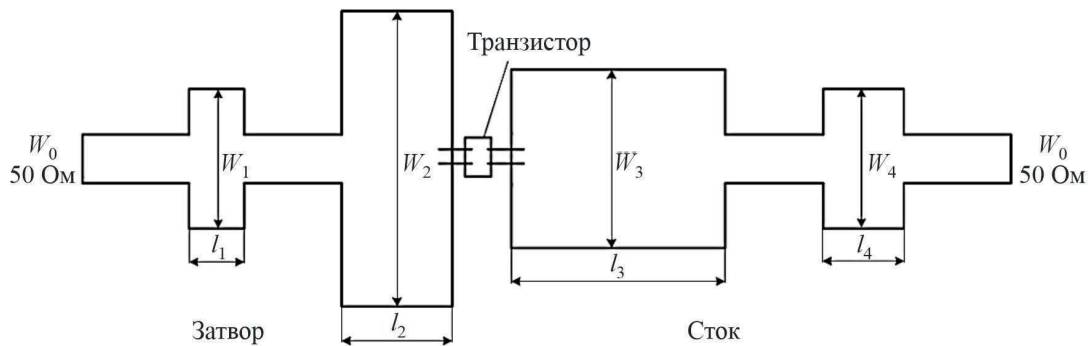 Транзистор
W0
50 Ом
W1
W2
W3
W4
W0
50 Ом
l1
l2
l3
l4
Затвор
Сток